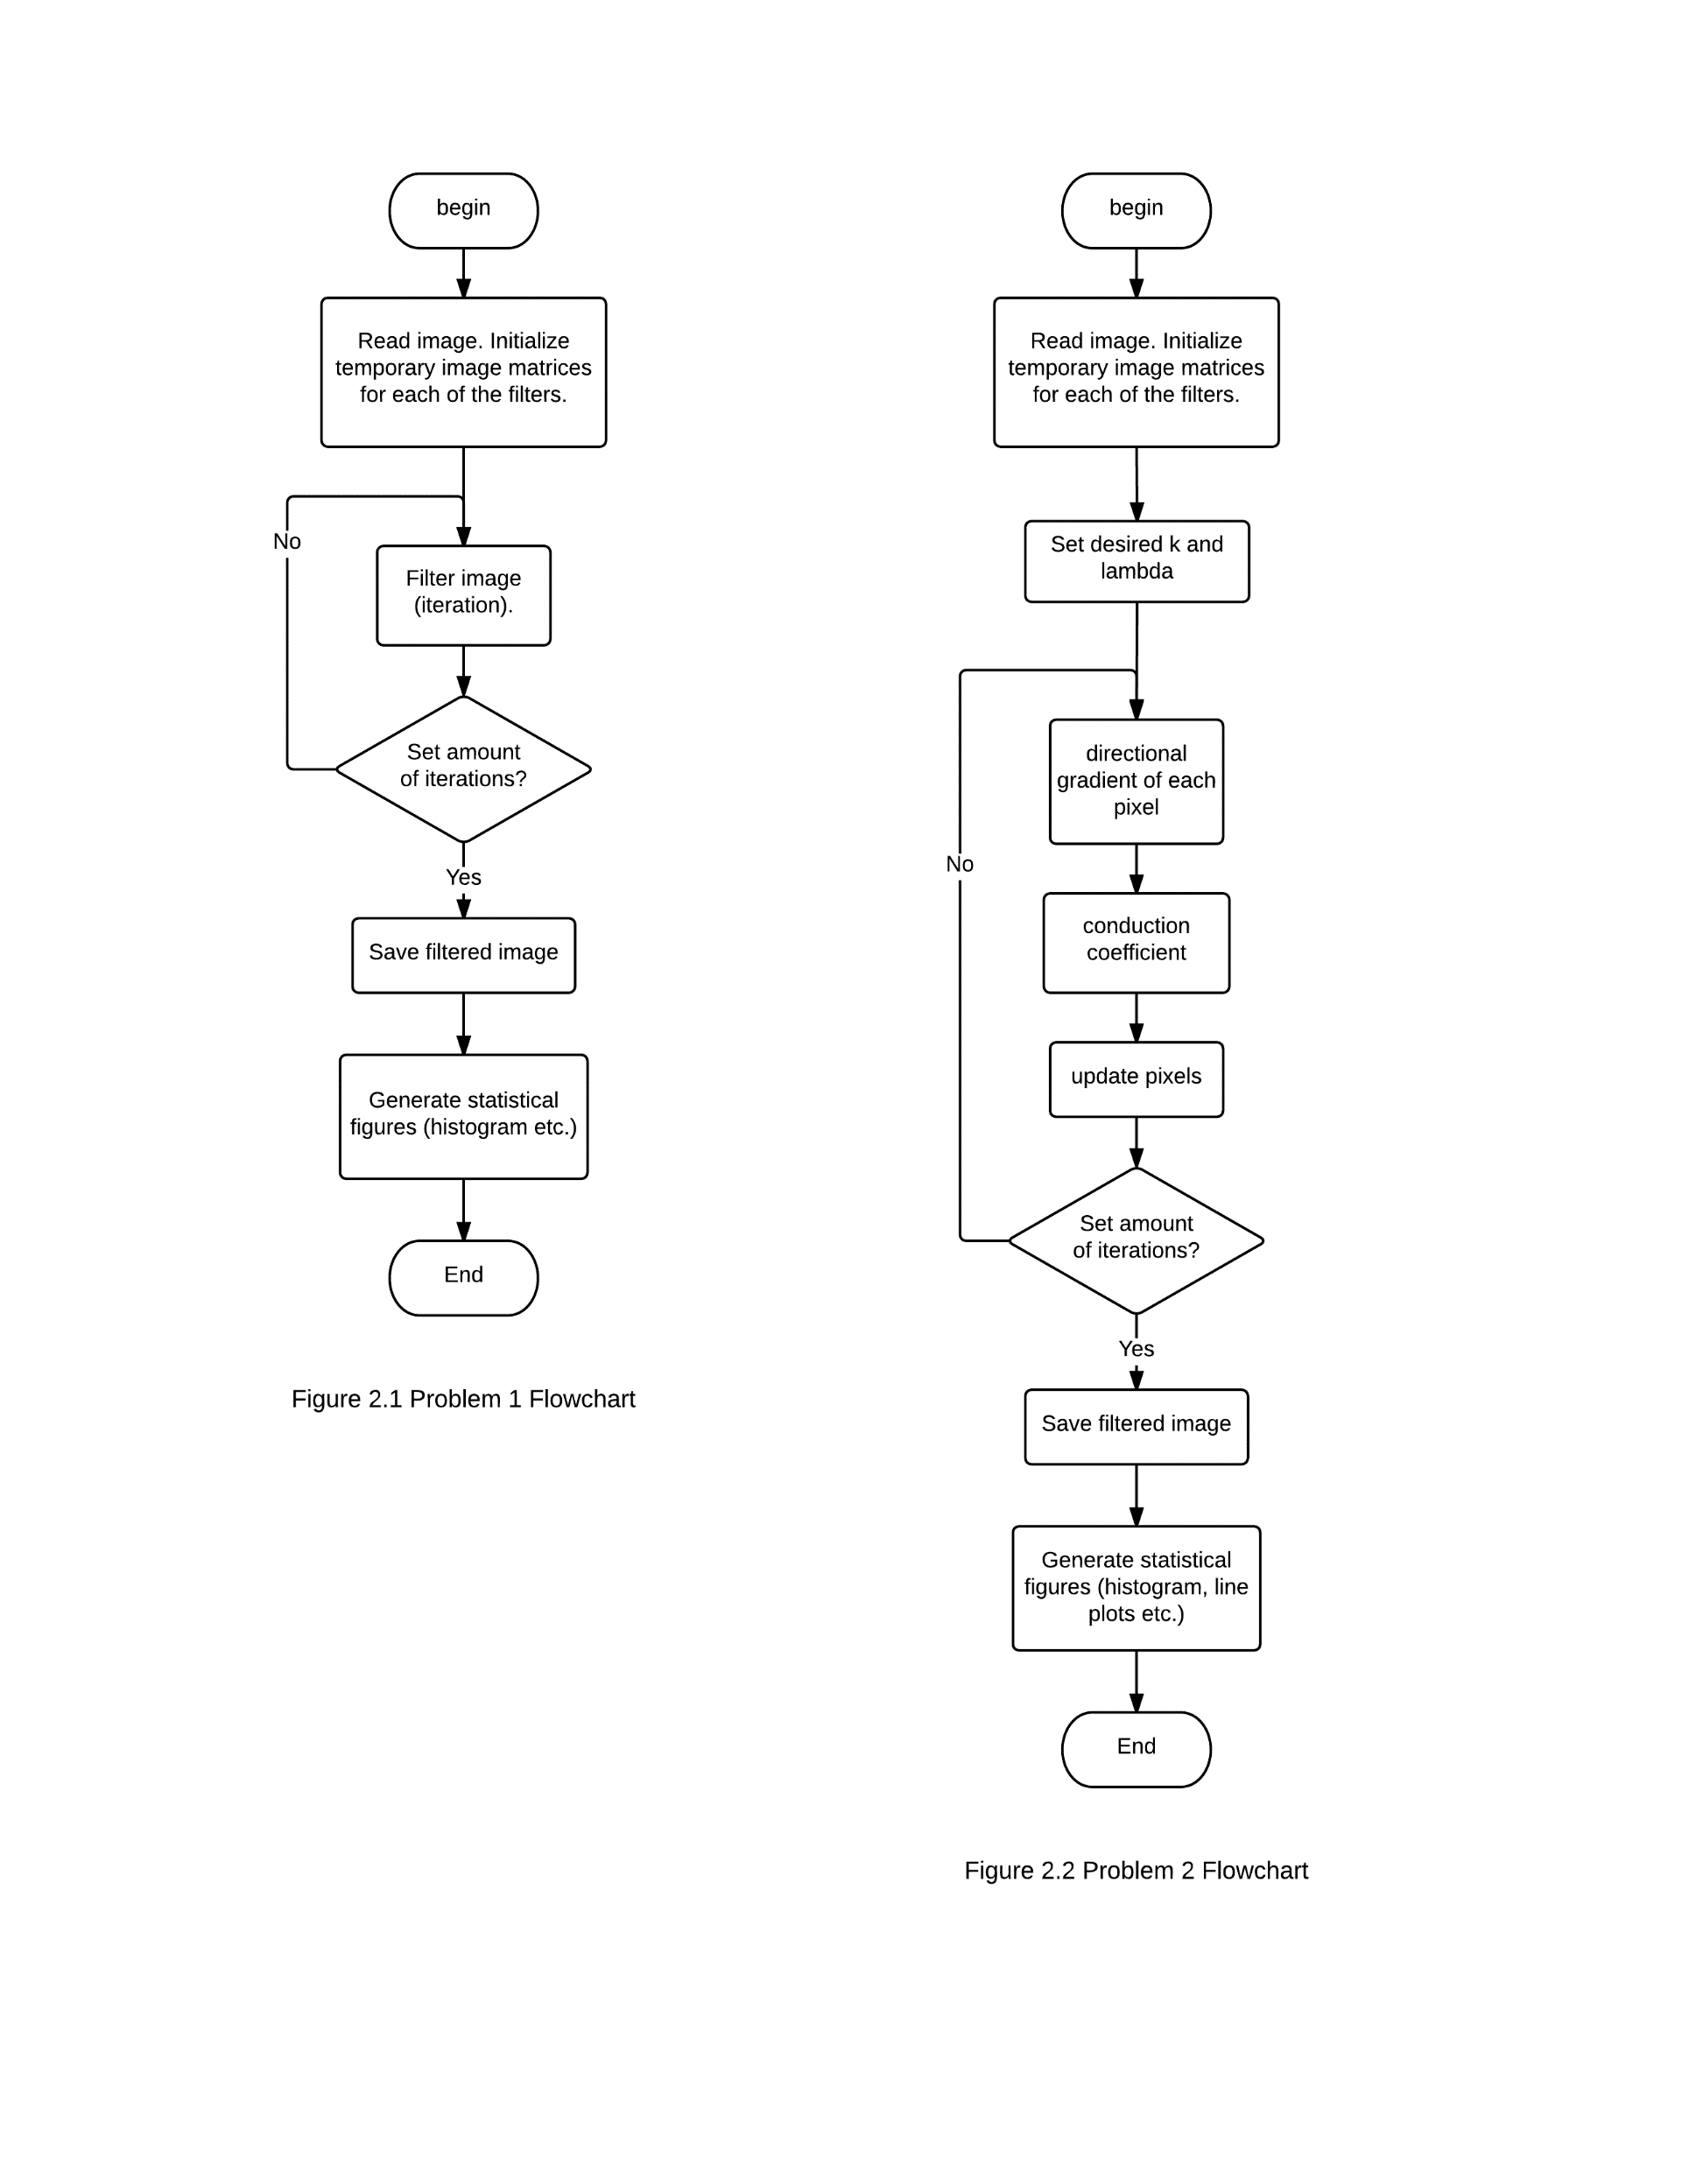 begin
Read image. Initialize
temporary image matrices
for each of the filters.
No
Filter image
(iteration).
Set amount
of iterations?
Yes
Save filtered image
Generate statistical
figures (histogram etc.)
End
Figure 2.1 Problem 1 Flowchart
begin
Read image. Initialize
temporary image matrices
for each of the filters.
Set desired k and
lambda
directional
gradient of each
pixel
No
conduction
coefficient
update pixels
Set amount
of iterations?
Yes
Save filtered image
Generate statistical
figures (histogram, line
plots etc.)
End
Figure 2.2 Problem 2 Flowchart